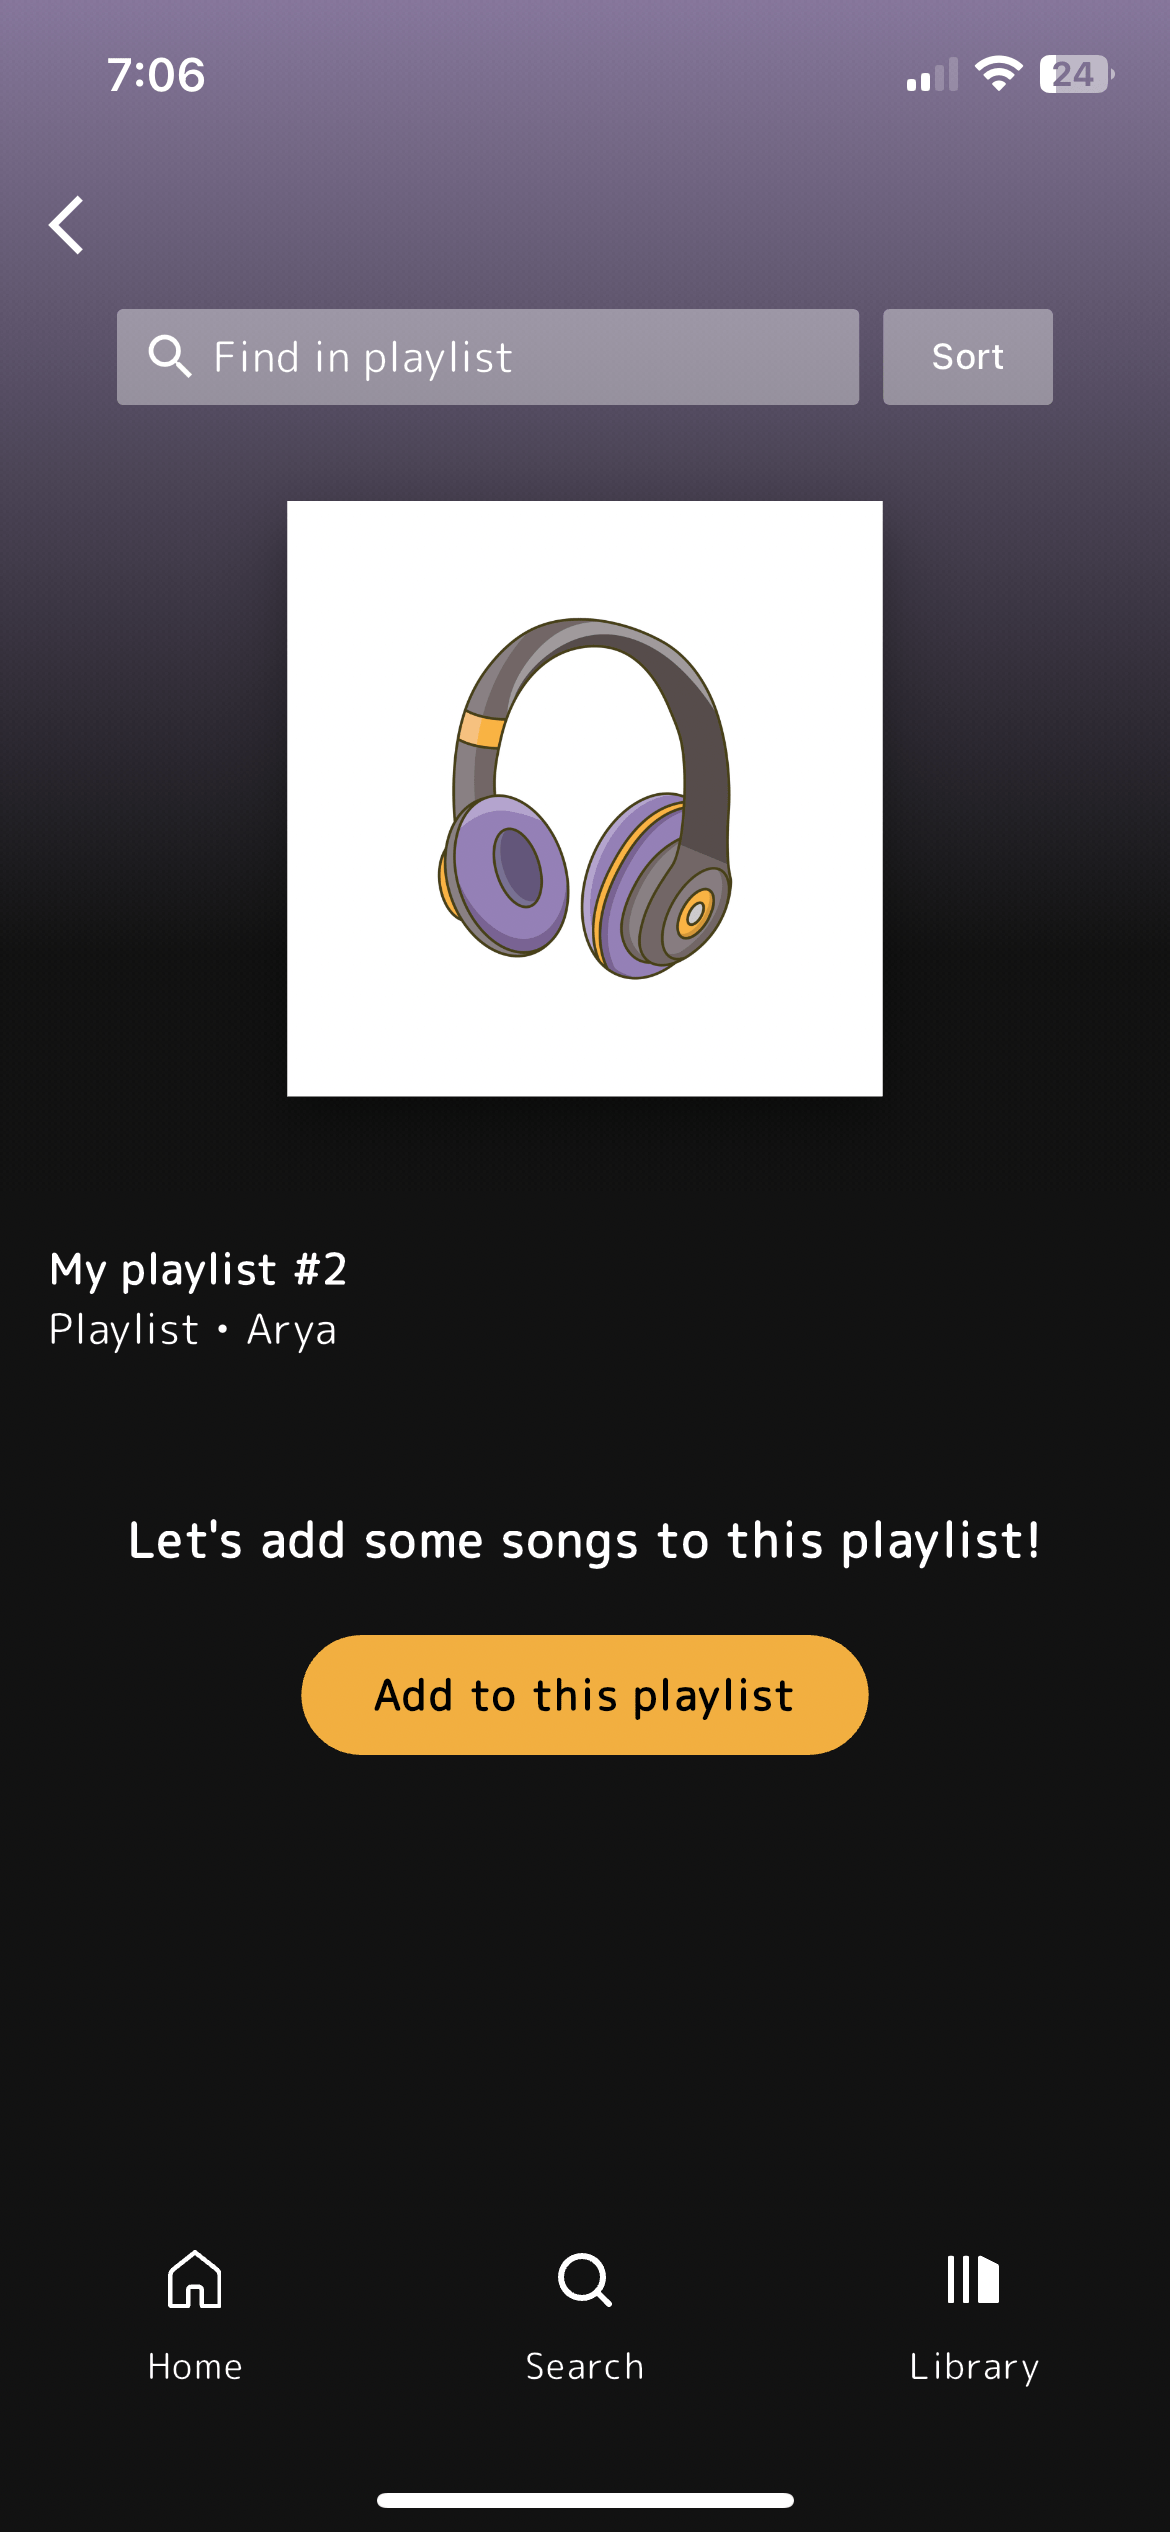 7:06
24
Find in playlist
Sort
My playlist #2
Playlist • Arya
Let's add some songs to this playlist!
Add to this playlist
Home
Search
Library